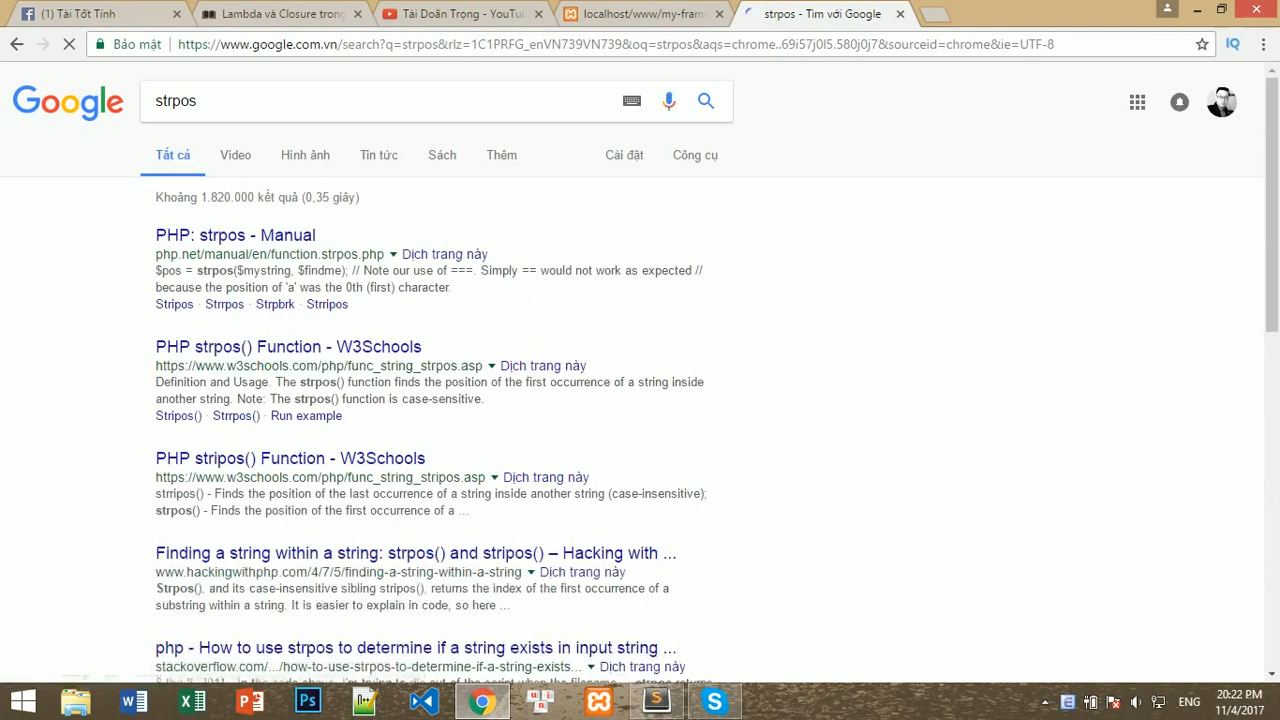 (1) Tài Tốt Tính
Lambda và Closure trong
Tài Doãn Trọng - YouTu
localhost/www/my-frame
strpos - Tìm với Google
Bảo mật
https://www.google.com.vn/search?q=strpos&rlz=1C1PRFG_enVN739VN739&oq=strpos&aqs=chrome..69i57j0l5.580j0j7&sourceid=chrome&ie=UTF-8
IQ
Google
strpos
Tất cả Video Hình ảnh Tin tức Sách Thêm Cài đặt Công cụ
Khoảng 1.820.000 kết quả (0,35 giây)
PHP: strpos - Manual
php.net/manual/en/function.strpos.php Dịch trang này
$pos = strpos($mystring, $findme); // Note our use of ===. Simply == would not work as expected //
because the position of 'a' was the 0th (first) character.
Stripos · Strrpos · Strpbrk · Strripos
PHP strpos() Function - W3Schools
https://www.w3schools.com/php/func_string_strpos.asp Dịch trang này
Definition and Usage. The strpos() function finds the position of the first occurrence of a string inside
another string. Note: The strpos() function is case-sensitive.
Stripos() · Strrpos() · Run example
PHP stripos() Function - W3Schools
https://www.w3schools.com/php/func_string_stripos.asp Dịch trang này
strripos() - Finds the position of the last occurrence of a string inside another string (case-insensitive);
strpos() - Finds the position of the first occurrence of a ...
Finding a string within a string: strpos() and stripos() – Hacking with ...
www.hackingwithphp.com/4/7/5/finding-a-string-within-a-string Dịch trang này
Strpos(), and its case-insensitive sibling stripos(), returns the index of the first occurrence of a
substring within a string. It is easier to explain in code, so here ...
php - How to use strpos to determine if a string exists in input string ...
stackoverflow.com/.../how-to-use-strpos-to-determine-if-a-string-exists... Dịch trang này
ENG
20:22 PM
11/4/2017